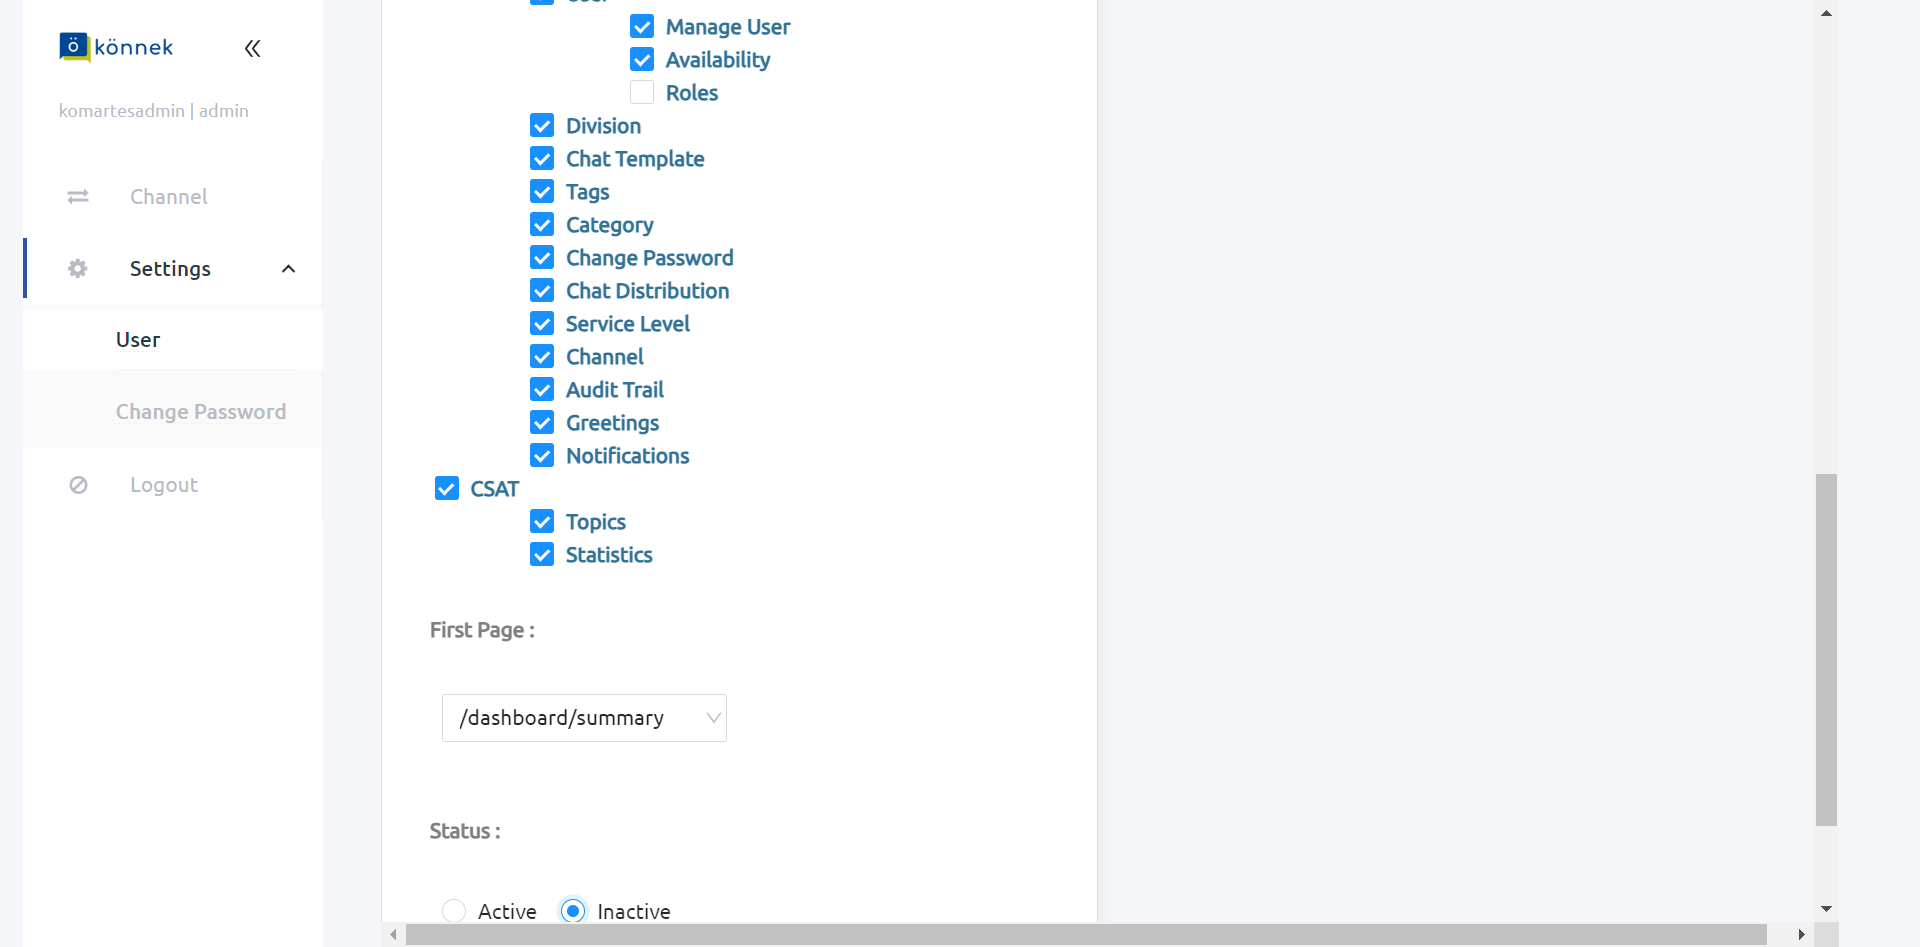 könnek
komartesadmin | admin
Channel
Settings
User
Change Password
Logout
User
Manage User
Availability
Roles
Division
Chat Template
Tags
Category
Change Password
Chat Distribution
Service Level
Channel
Audit Trail
Greetings
Notifications
CSAT
Topics
Statistics
First Page :
/dashboard/summary
Status :
Active
Inactive